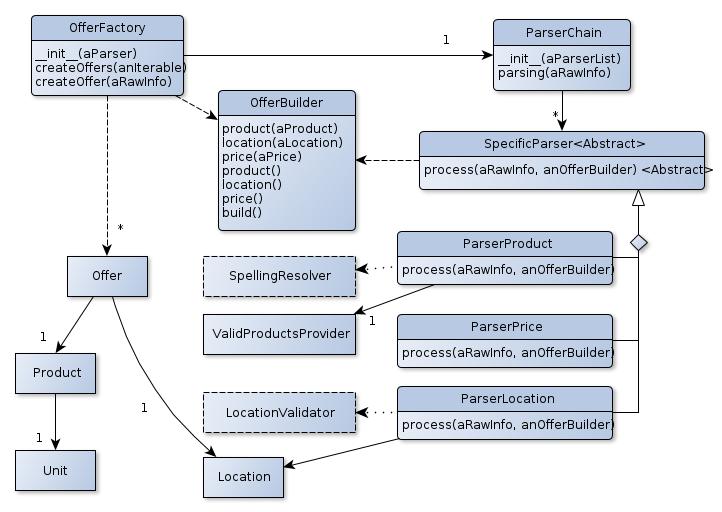 OfferFactory
__init__(aParser)
createOffers(anIterable)
createOffer(aRawInfo)
1
ParserChain
__init__(aParserList)
parsing(aRawInfo)
OfferBuilder
product(aProduct)
location(aLocation)
price(aPrice)
product()
location()
price()
build()
*
SpecificParser<Abstract>
process(aRawInfo, anOfferBuilder) <Abstract>
*
Offer
SpellingResolver
ParserProduct
process(aRawInfo, anOfferBuilder)
ValidProductsProvider
1
ParserPrice
process(aRawInfo, anOfferBuilder)
1
Product
1
LocationValidator
ParserLocation
process(aRawInfo, anOfferBuilder)
1
Unit
Location